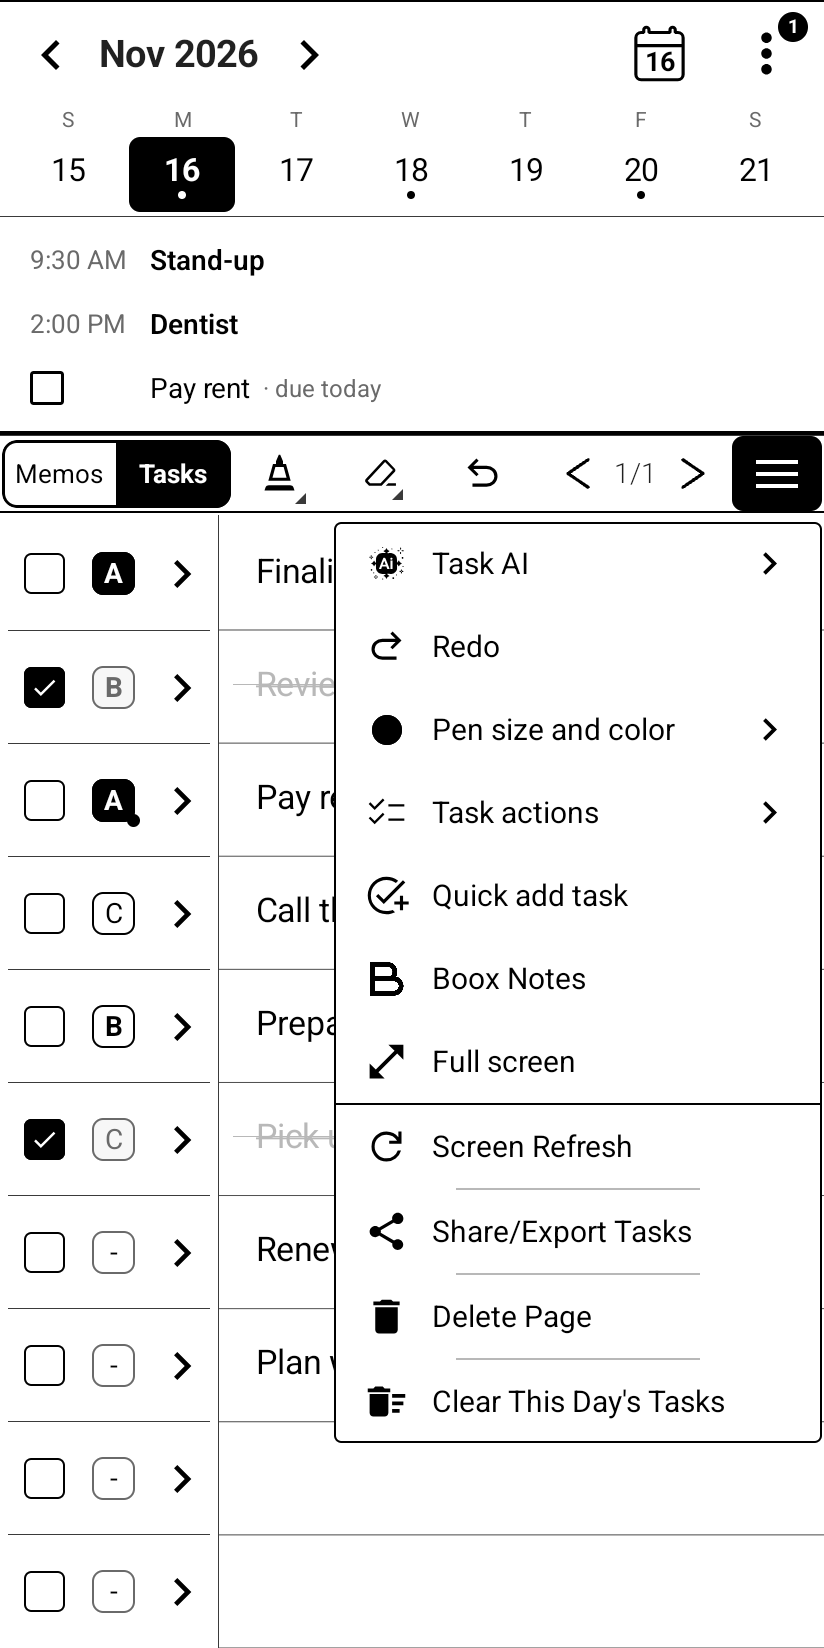 Nov 2026
16
1
S M T W T F S
15 16 17 18 19 20 21
9:30 AM Stand-up
2:00 PM Dentist
Pay rent · due today
Memos Tasks 1/1
A Finali
B Revie
A Pay
C Call
B Prepa
C Pick
- Rene
- Plan
-
-
Ai Task AI
Redo
Pen size and color
Task actions
Quick add task
B Boox Notes
Full screen
Screen Refresh
Share/Export Tasks
Delete Page
Clear This Day's Tasks